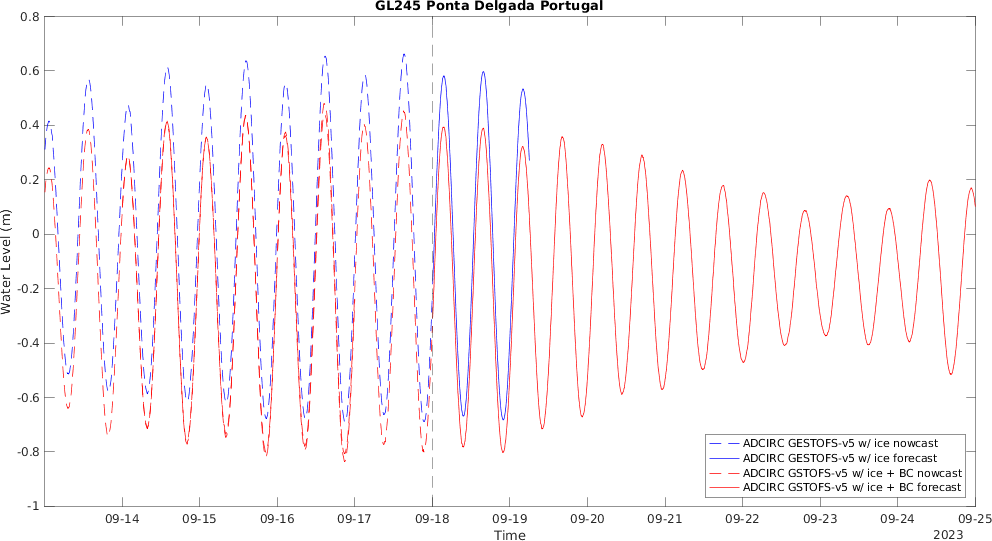 GL245 Ponta Delgada Portugal
0.8
0.6
0.4
0.2
0
-0.2
-0.4
-0.6
-0.8
-1
Water Level (m)
ADCIRC GESTOFS-v5 w/ ice nowcast
ADCIRC GESTOFS-v5 w/ ice forecast
ADCIRC GSTOFS-v5 w/ ice + BC nowcast
ADCIRC GSTOFS-v5 w/ ice + BC forecast
09-14 09-15 09-16 09-17 09-18 09-19 09-20 09-21 09-22 09-23 09-24 09-25
Time
2023